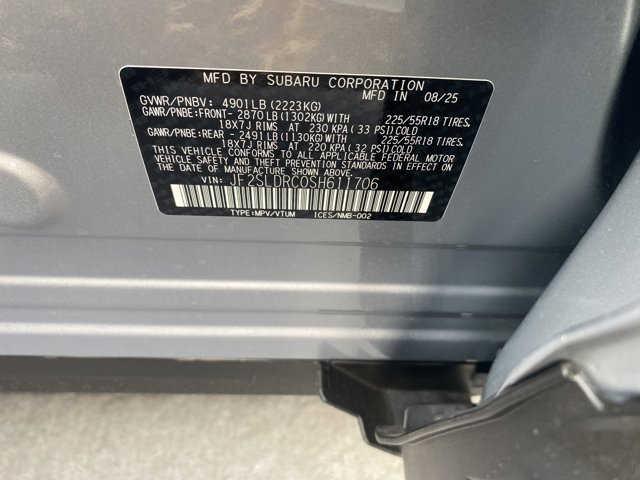 MFD BY SUBARU CORPORATION
MFD IN 08/25
GVWR/PNBV: 4901LB(2223KG)
GAWR/PNBE:FRONT- 2870LB(1302KG)WITH 225/55R18 TIRES,
18X7J RIMS AT 230 KPA(33 PSI)COLD
GAWR/PNBE:REAR -2491LB(1130KG)WITH 225/55R18 TIRES,
18X7J RIMS AT 220 KPA(32 PSI)COLD
THIS VEHICLE CONFORMS TO ALL APPLICABLE FEDERAL MOTOR
VEHICLE SAFETY AND THEFT PREVENTION STANDARDS IN EFFECT ON
THE DATE OF MANUFACTURE SHOWN ABOVE.
VIN: JF2SLDRC0SH611706
TYPE:MPV/VTUM ICES/NMB-002